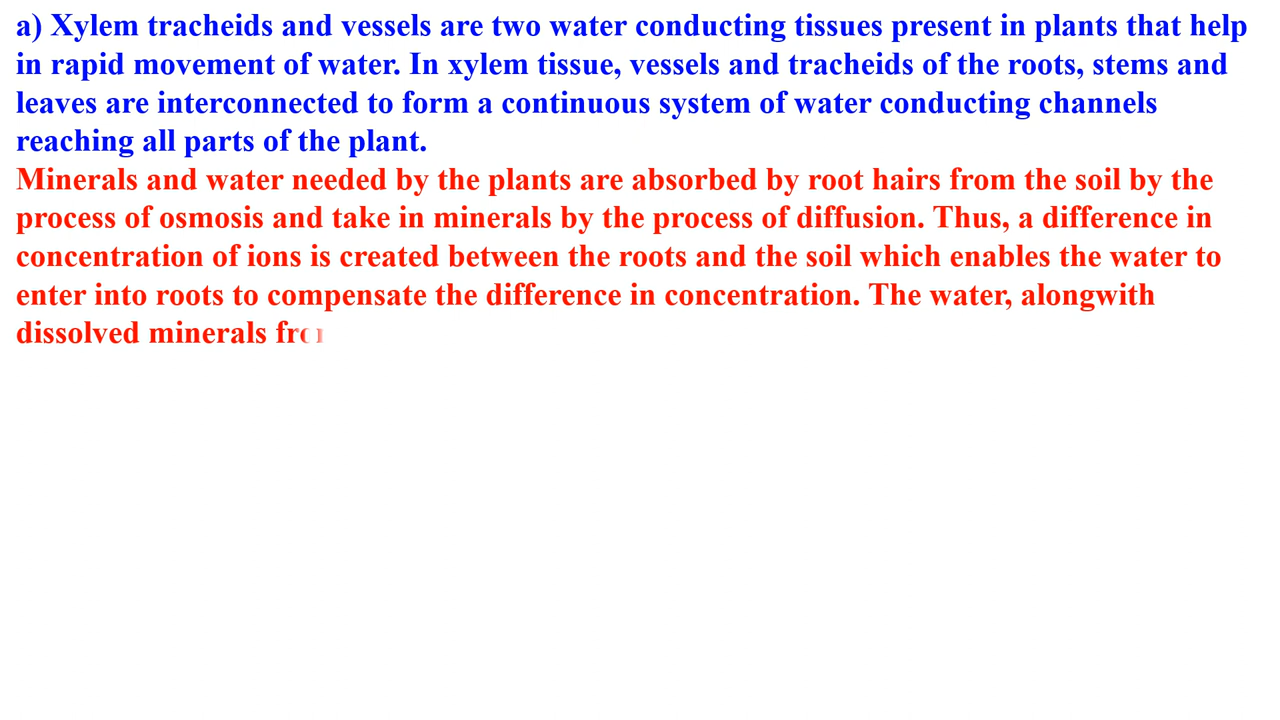 a) Xylem tracheids and vessels are two water conducting tissues present in plants that help
in rapid movement of water. In xylem tissue, vessels and tracheids of the roots, stems and
leaves are interconnected to form a continuous system of water conducting channels
reaching all parts of the plant.
Minerals and water needed by the plants are absorbed by root hairs from the soil by the
process of osmosis and take in minerals by the process of diffusion. Thus, a difference in
concentration of ions is created between the roots and the soil which enables the water to
enter into roots to compensate the difference in concentration. The water, alongwith
dissolved minerals